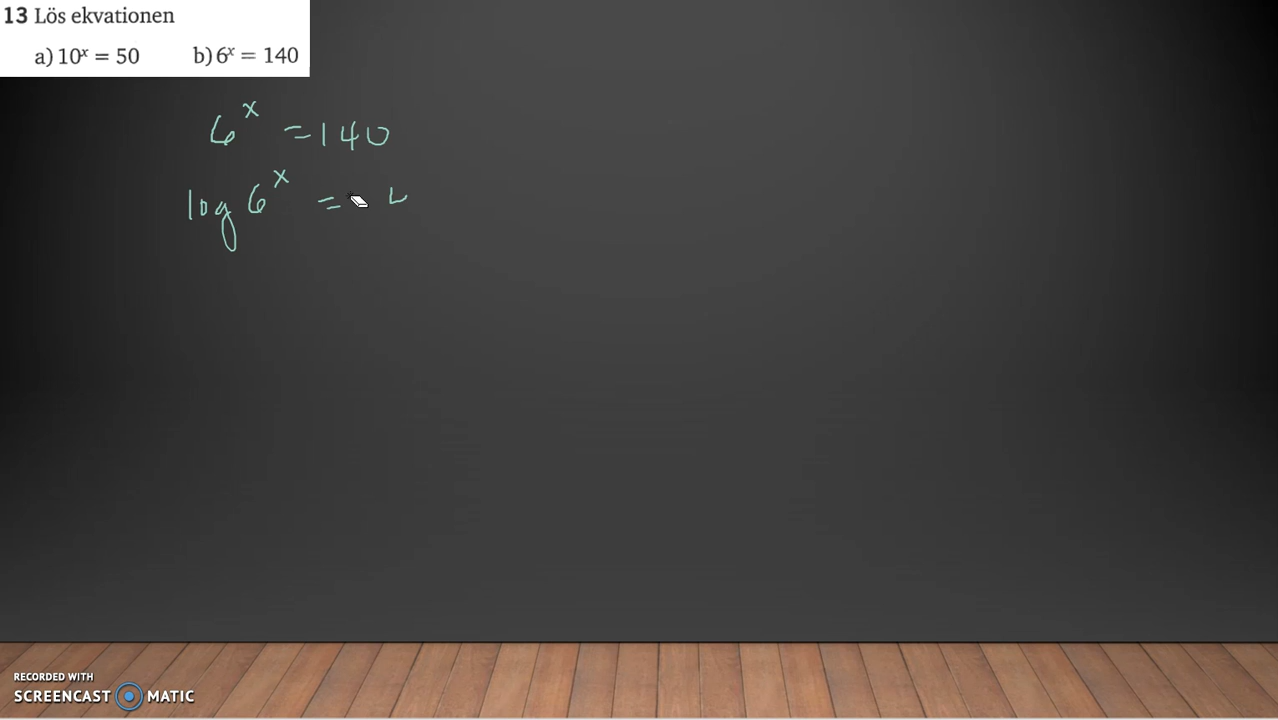 13 Lös ekvationen
a) 10ˣ = 50 b) 6ˣ = 140
6ˣ = 140
log 6ˣ =
RECORDED WITH
SCREENCAST MATIC